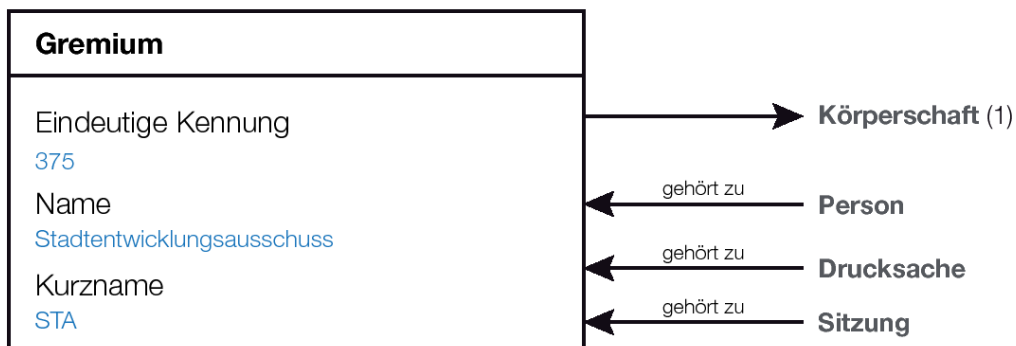 Gremium
Eindeutige Kennung
375
Name
Stadtentwicklungsausschuss
Kurzname
STA
Körperschaft (1)
gehört zu Person
gehört zu Drucksache
gehört zu Sitzung